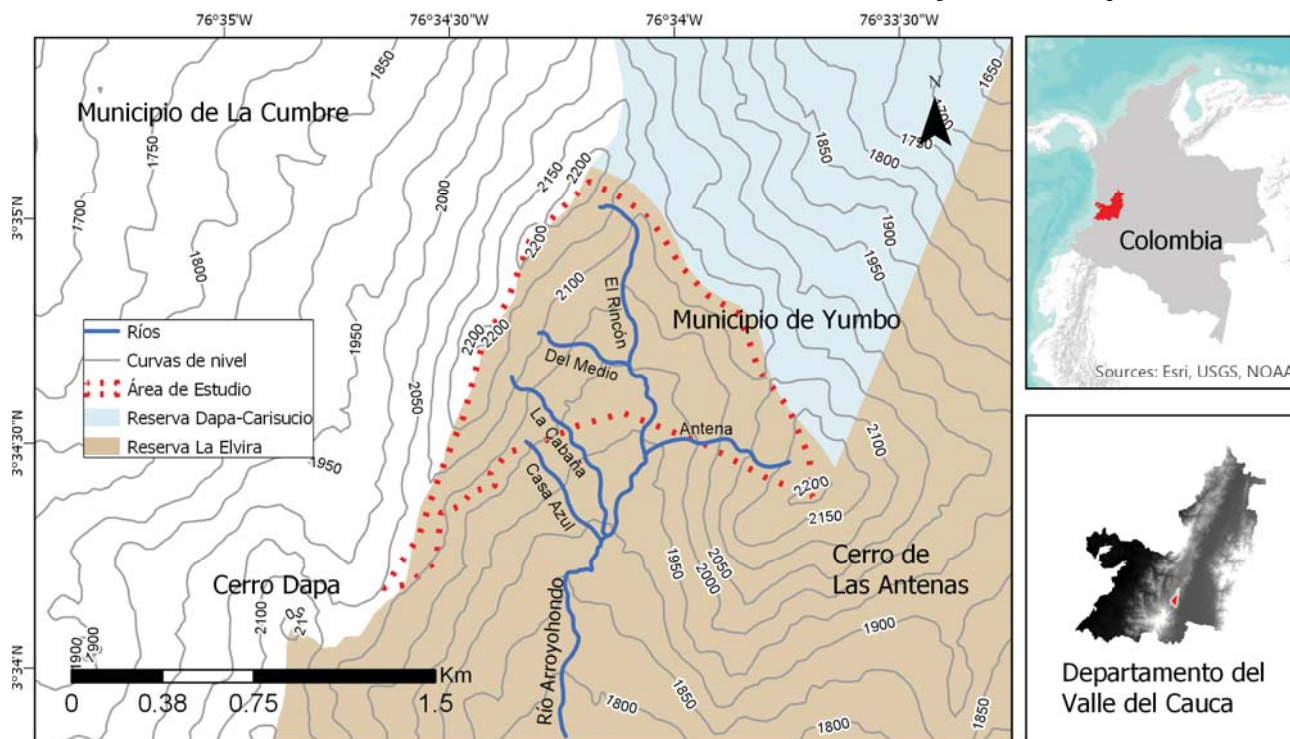 76°35'W
76°34'30"W
76°34'W
76°33'30"W
3°35'N
3°34'30"N
3°34'N
Municipio de La Cumbre
1850
1750
1750
7700
1800
2000
2150
2200
2200
1950
2050
2200
2200
2100
1950
1650
1700
1750
1850
1800
1900
1950
N
Municipio de Yumbo
El Rincón
Del Medio
La Cabaña
Casa Azul
Antena
2100
2200
2150
Ríos
Curvas de nivel
Área de Estudio
Reserva Dapa-Carisucio
Reserva La Elvira
Cerro Dapa
2100
1900
1900
Cerro de
Las Antenas
1950
2050
2000
1900
1850
1800
1800
1850
Río Arroyohondo
Km
0
0.38
0.75
1.5
Colombia
Sources: Esri, USGS, NOAA
Departamento del
Valle del Cauca